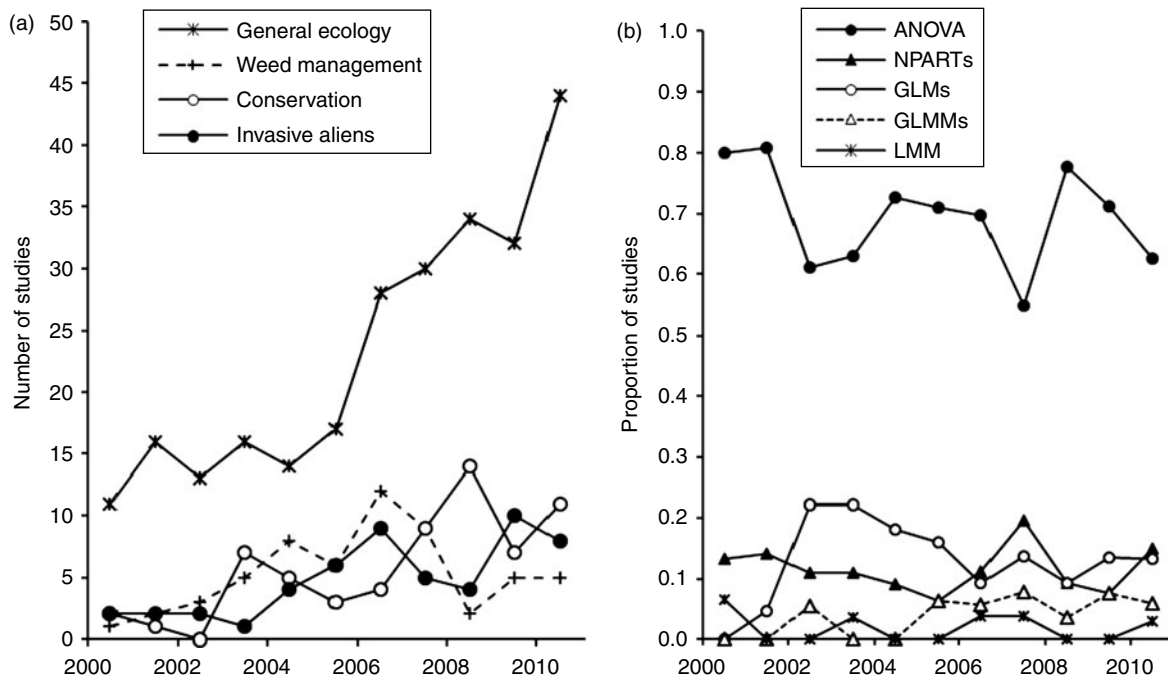 (a)
General ecology
Weed management
Conservation
Invasive aliens
Number of studies
50
45
40
35
30
25
20
15
10
5
0
2000
2002
2004
2006
2008
2010
(b)
ANOVA
NPARTs
GLMs
GLMMs
LMM
Proportion of studies
1.0
0.9
0.8
0.7
0.6
0.5
0.4
0.3
0.2
0.1
0.0
2000
2002
2004
2006
2008
2010